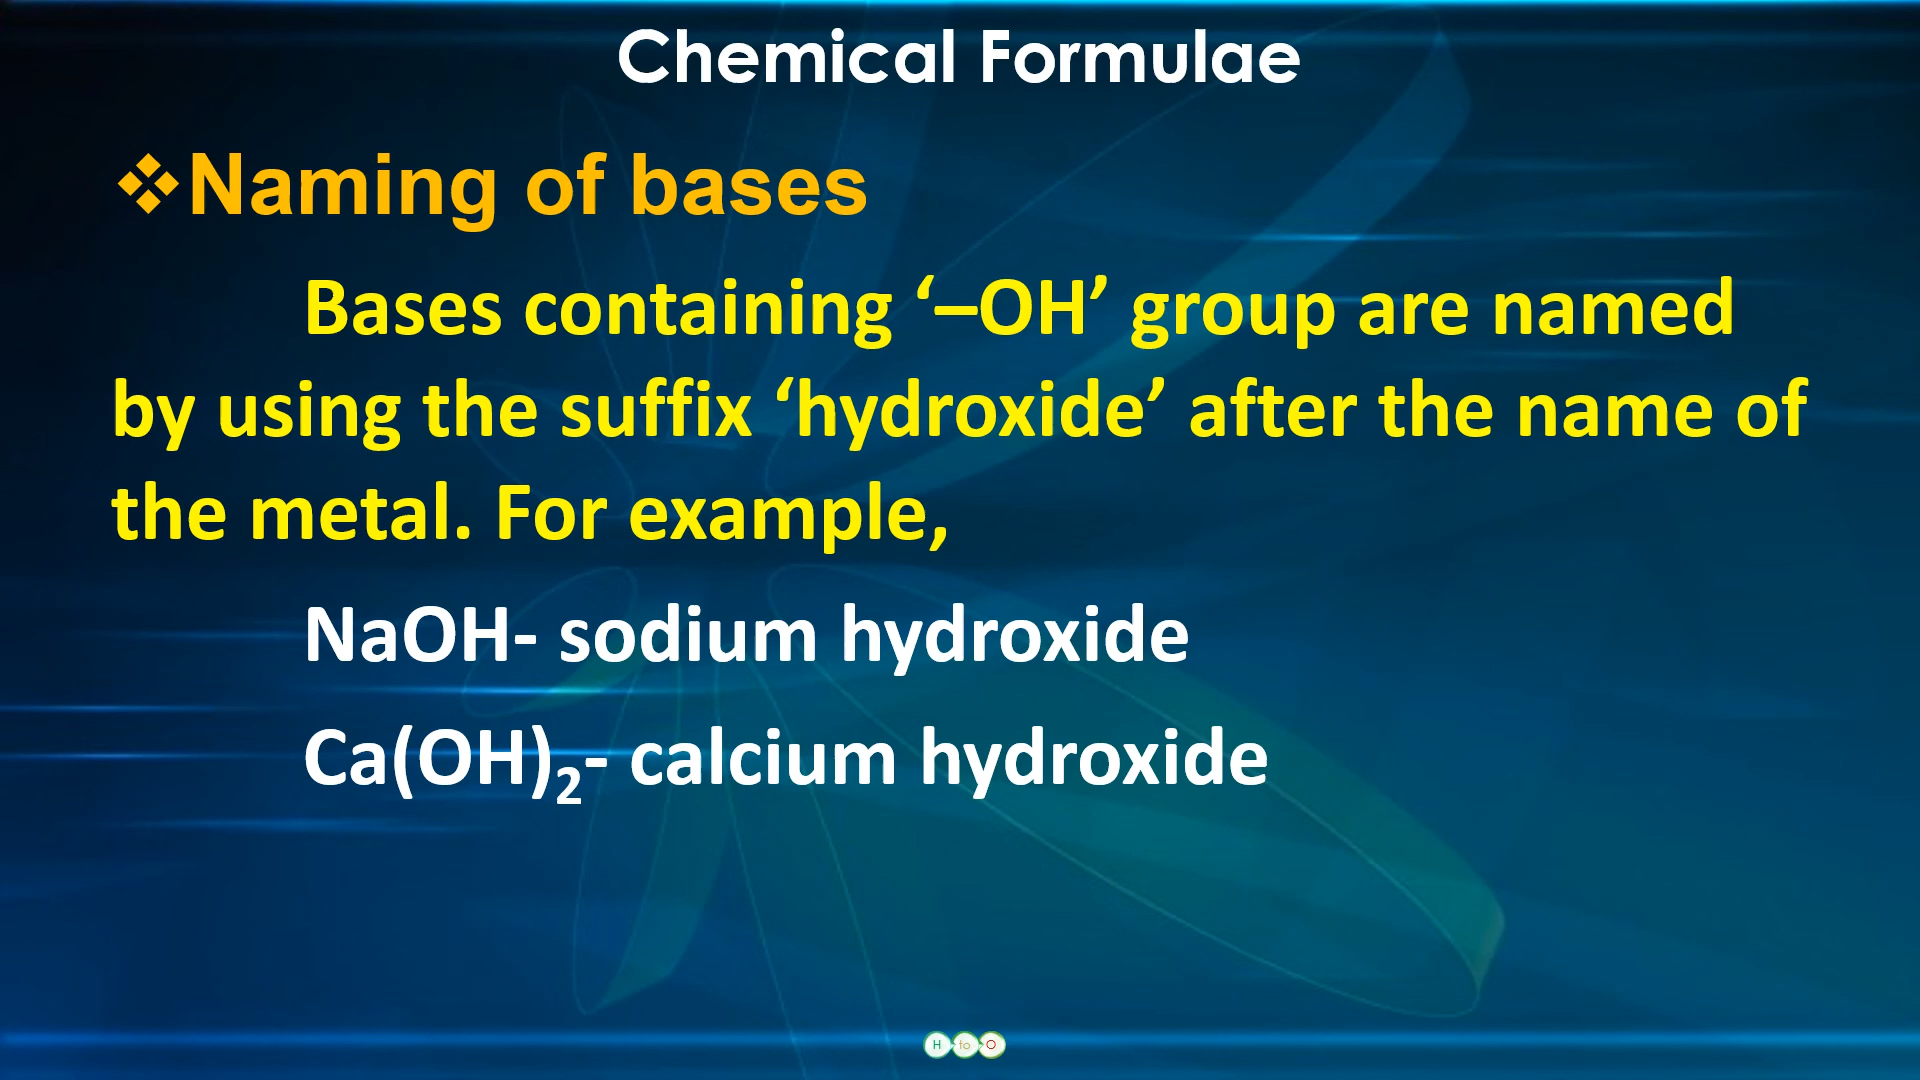 Chemical Formulae
❖Naming of bases
Bases containing ‘–OH’ group are named
by using the suffix ‘hydroxide’ after the name of
the metal. For example,
NaOH- sodium hydroxide
Ca(OH)₂- calcium hydroxide
H to O